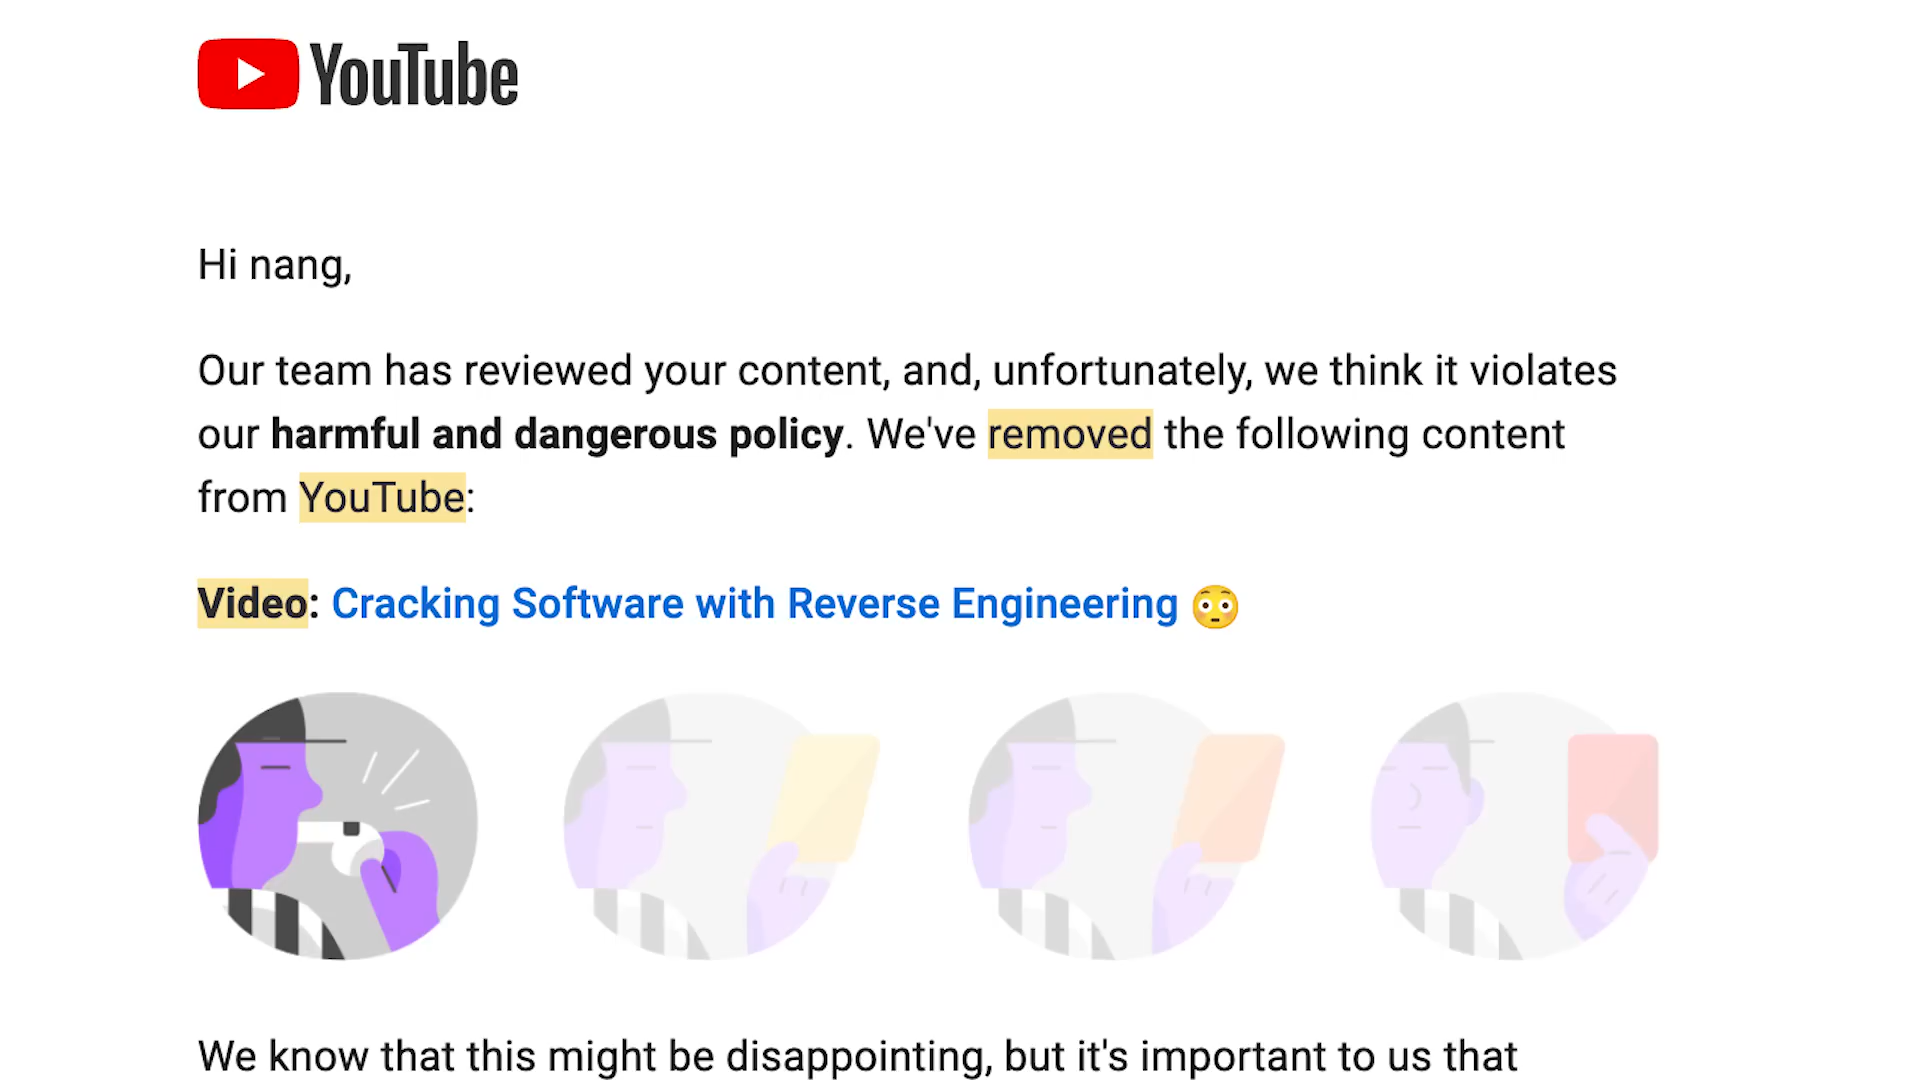 YouTube
Hi nang,
Our team has reviewed your content, and, unfortunately, we think it violates
our harmful and dangerous policy. We've removed the following content
from YouTube:
Video: Cracking Software with Reverse Engineering 😳
We know that this might be disappointing, but it's important to us that